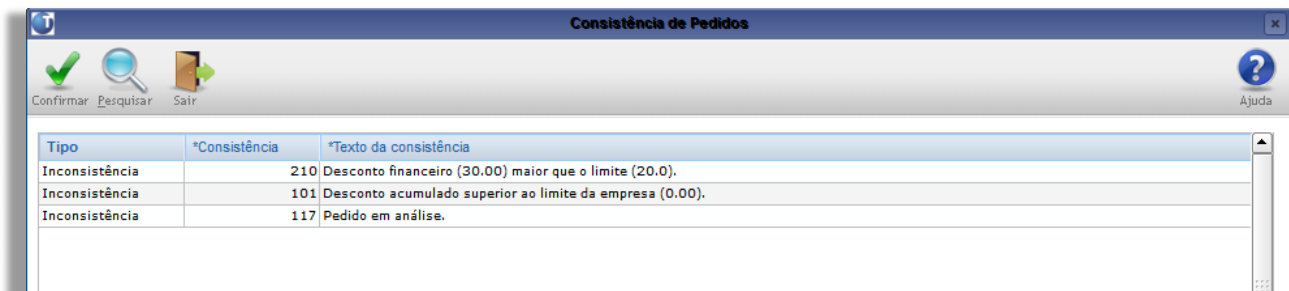 Consistência de Pedidos
Confirmar Pesquisar Sair Ajuda
Tipo *Consistência *Texto da consistência
Inconsistência 210 Desconto financeiro (30.00) maior que o limite (20.0).
Inconsistência 101 Desconto acumulado superior ao limite da empresa (0.00).
Inconsistência 117 Pedido em análise.